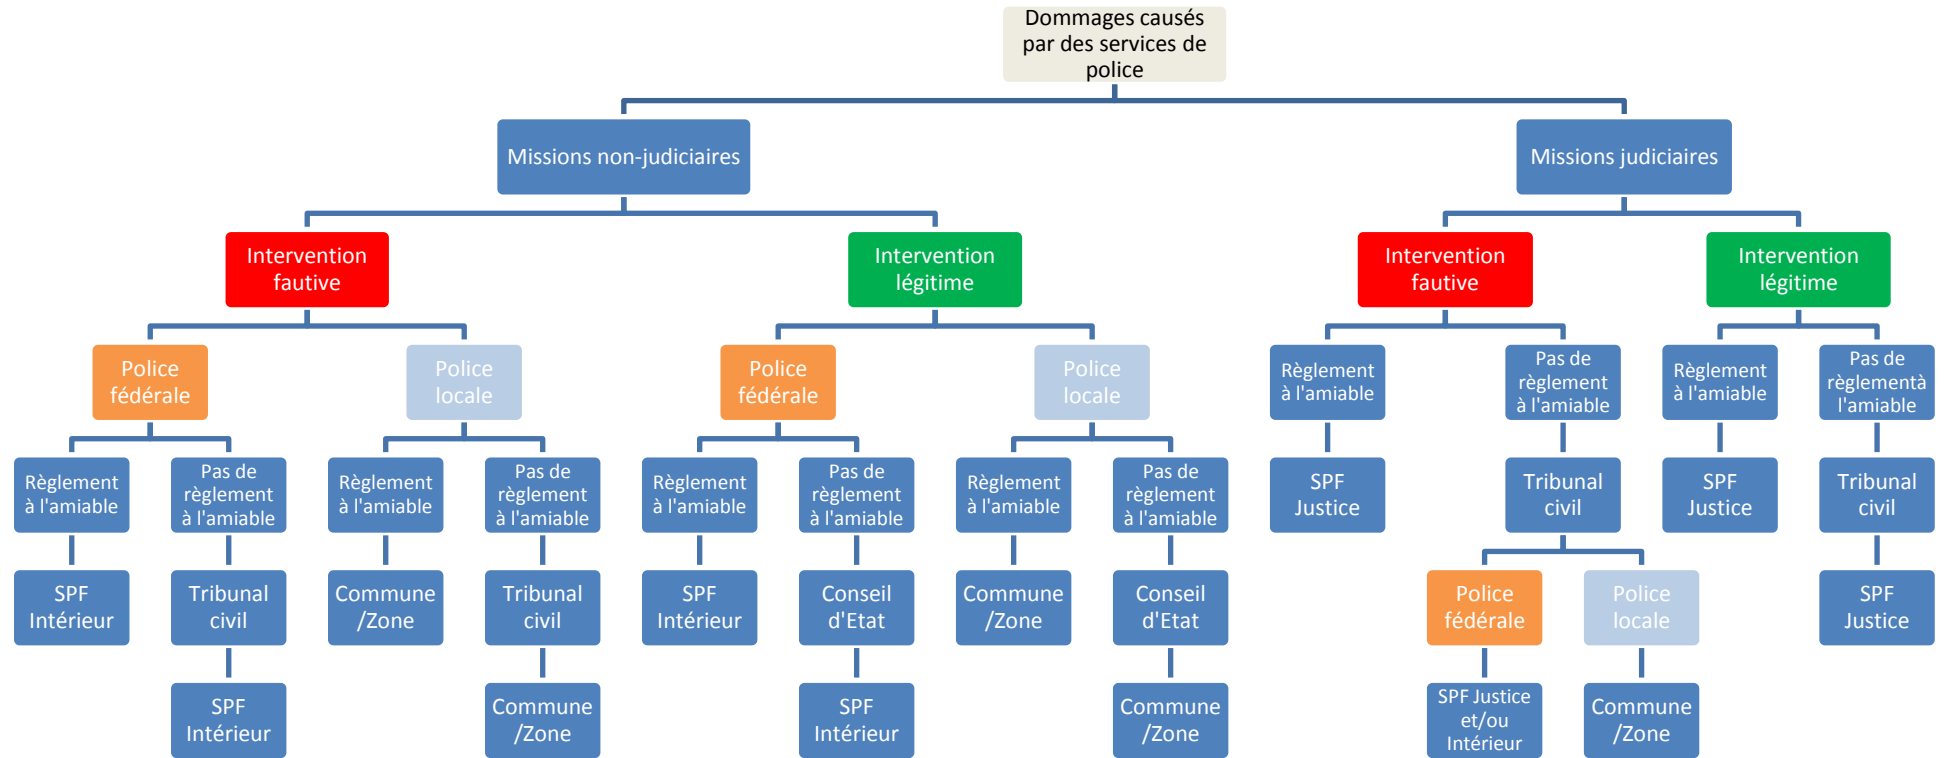 Dommages causés
par des services de
police
Missions non-judiciaires
Missions judiciaires
Intervention
fautive
Intervention
légitime
Intervention
fautive
Intervention
légitime
Police
fédérale
Police
locale
Police
fédérale
Police
locale
Règlement
à l'amiable
Pas de
règlement
à l'amiable
Règlement
à l'amiable
Pas de
règlementà
l'amiable
Règlement
à l'amiable
Pas de
règlement
à l'amiable
Règlement
à l'amiable
Pas de
règlement
à l'amiable
Règlement
à l'amiable
Pas de
règlement
à l'amiable
Règlement
à l'amiable
Pas de
règlement
à l'amiable
SPF
Justice
Tribunal
civil
SPF
Justice
Tribunal
civil
SPF
Intérieur
Tribunal
civil
Commune
/Zone
Tribunal
civil
SPF
Intérieur
Conseil
d'Etat
Commune
/Zone
Conseil
d'Etat
Police
fédérale
Police
locale
SPF
Justice
SPF
Intérieur
Commune
/Zone
SPF
Intérieur
Commune
/Zone
SPF Justice
et/ou
Intérieur
Commune
/Zone